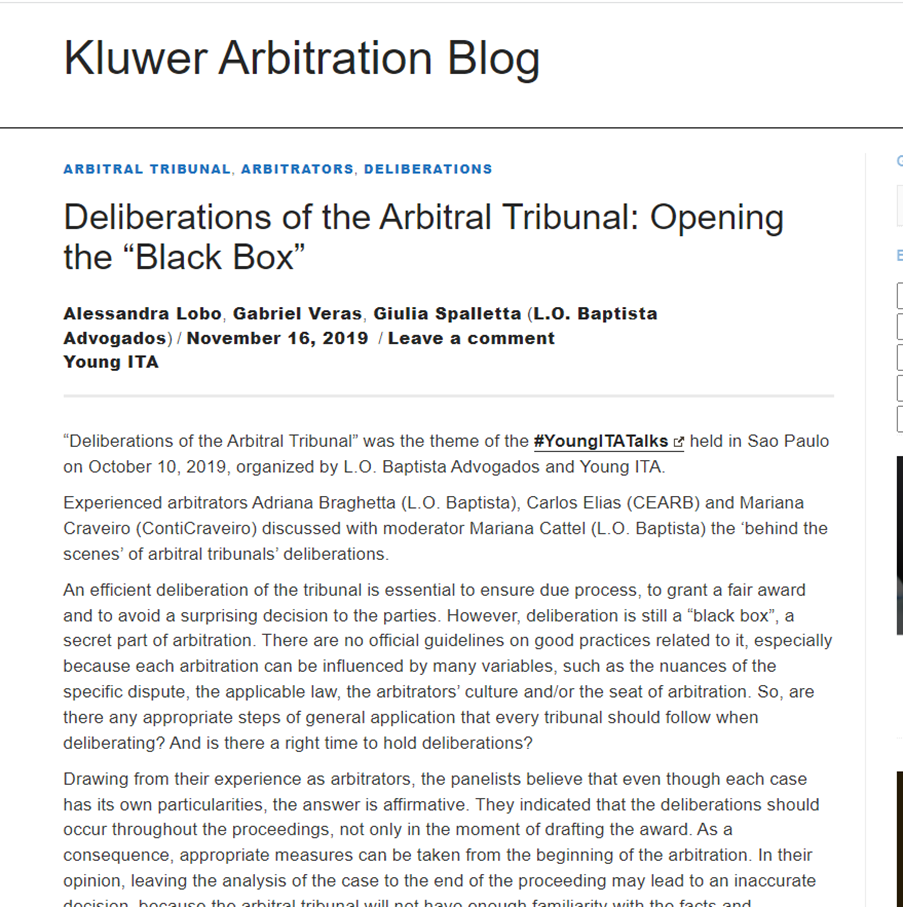 Kluwer Arbitration Blog
ARBITRAL TRIBUNAL, ARBITRATORS, DELIBERATIONS
Deliberations of the Arbitral Tribunal: Opening
the “Black Box”
Alessandra Lobo, Gabriel Veras, Giulia Spalletta (L.O. Baptista
Advogados) / November 16, 2019 / Leave a comment
Young ITA
“Deliberations of the Arbitral Tribunal” was the theme of the #YoungITATalks held in Sao Paulo
on October 10, 2019, organized by L.O. Baptista Advogados and Young ITA.
Experienced arbitrators Adriana Braghetta (L.O. Baptista), Carlos Elias (CEARB) and Mariana
Craveiro (ContiCraveiro) discussed with moderator Mariana Cattel (L.O. Baptista) the ‘behind the
scenes’ of arbitral tribunals’ deliberations.
An efficient deliberation of the tribunal is essential to ensure due process, to grant a fair award
and to avoid a surprising decision to the parties. However, deliberation is still a “black box”, a
secret part of arbitration. There are no official guidelines on good practices related to it, especially
because each arbitration can be influenced by many variables, such as the nuances of the
specific dispute, the applicable law, the arbitrators’ culture and/or the seat of arbitration. So, are
there any appropriate steps of general application that every tribunal should follow when
deliberating? And is there a right time to hold deliberations?
Drawing from their experience as arbitrators, the panelists believe that even though each case
has its own particularities, the answer is affirmative. They indicated that the deliberations should
occur throughout the proceedings, not only in the moment of drafting the award. As a
consequence, appropriate measures can be taken from the beginning of the arbitration. In their
opinion, leaving the analysis of the case to the end of the proceeding may lead to an inaccurate
decision, because the arbitral tribunal will not have enough familiarity with the facts and